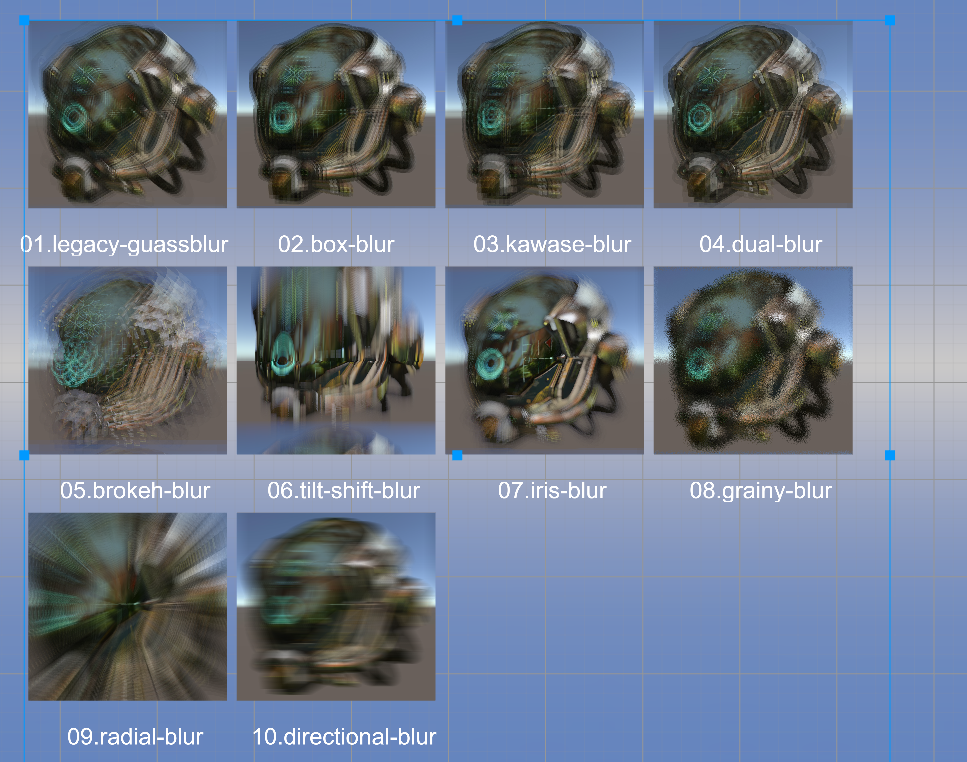 01.legacy-guassblur
02.box-blur
03.kawase-blur
04.dual-blur
05.brokeh-blur
06.tilt-shift-blur
07.iris-blur
08.grainy-blur
09.radial-blur
10.directional-blur